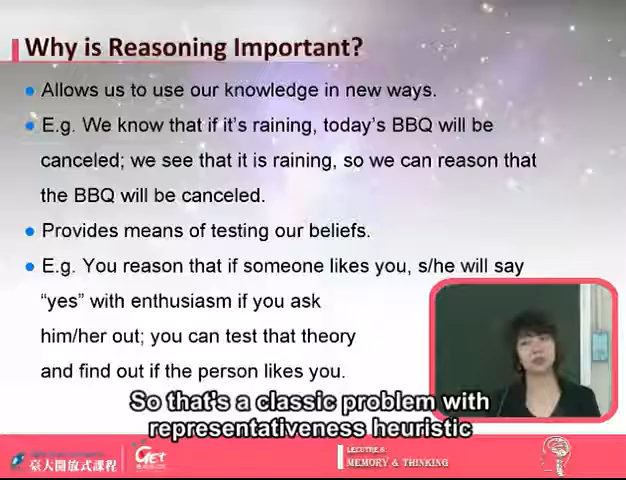 Why is Reasoning Important?
Allows us to use our knowledge in new ways.
E.g. We know that if it's raining, today's BBQ will be
canceled; we see that it is raining, so we can reason that
the BBQ will be canceled.
Provides means of testing our beliefs.
E.g. You reason that if someone likes you, s/he will say
“yes” with enthusiasm if you ask
him/her out; you can test that theory
and find out if the person likes you.
So that's a classic problem with
representativeness heuristic
臺大開放式課程
GET
LECUTRE 6:
MEMORY & THINKING